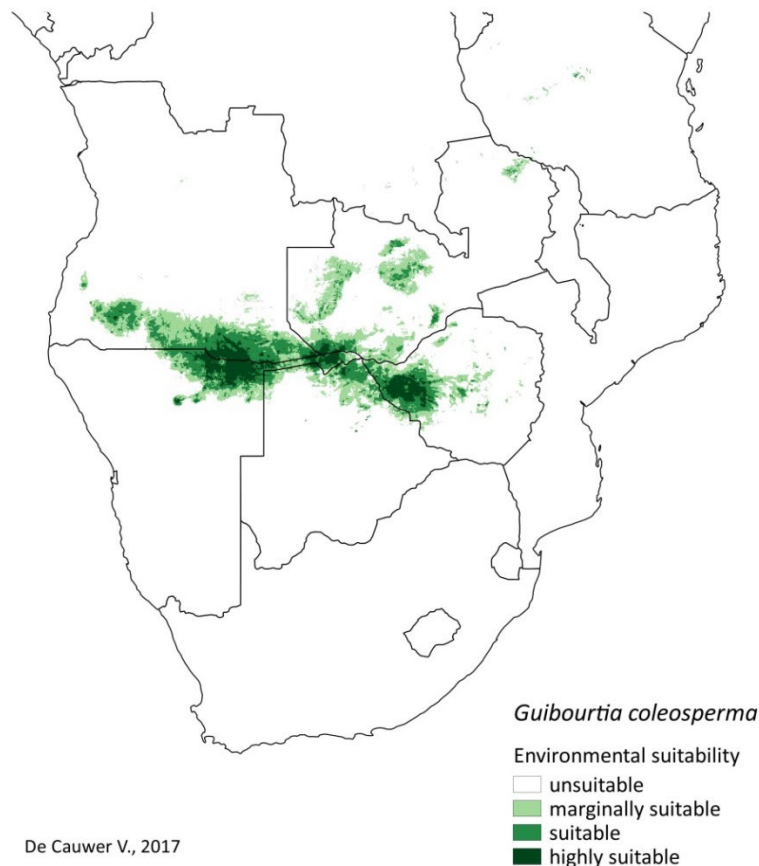 Guibourtia coleosperma
Environmental suitability
unsuitable
marginally suitable
suitable
highly suitable
De Cauwer V., 2017